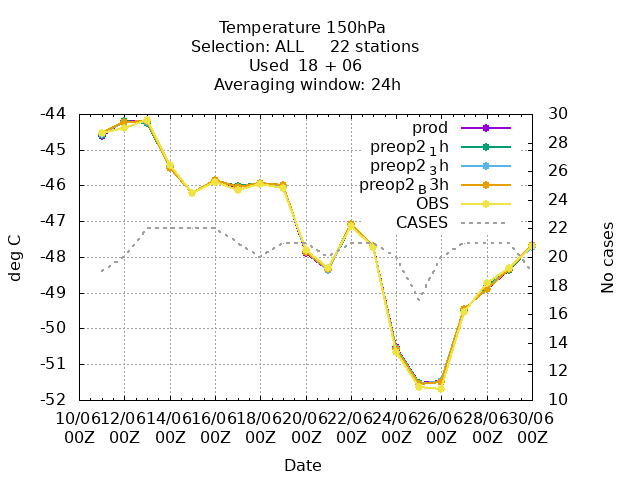 Temperature 150hPa
Selection: ALL 22 stations
Used 18 + 06
Averaging window: 24h
-44 30
prod 28
-45 preop2 1h
preop2 3h 26
-46 preop2 B3h
24
OBS
-47 CASES 22
deg C
-48 20
No cases
-49 18
16
-50
14
-51 12
-52 10
10/06 12/06 14/06 16/06 18/06 20/06 22/06 24/06 26/06 28/06 30/06
00Z 00Z 00Z 00Z 00Z 00Z 00Z 00Z 00Z 00Z 00Z
Date